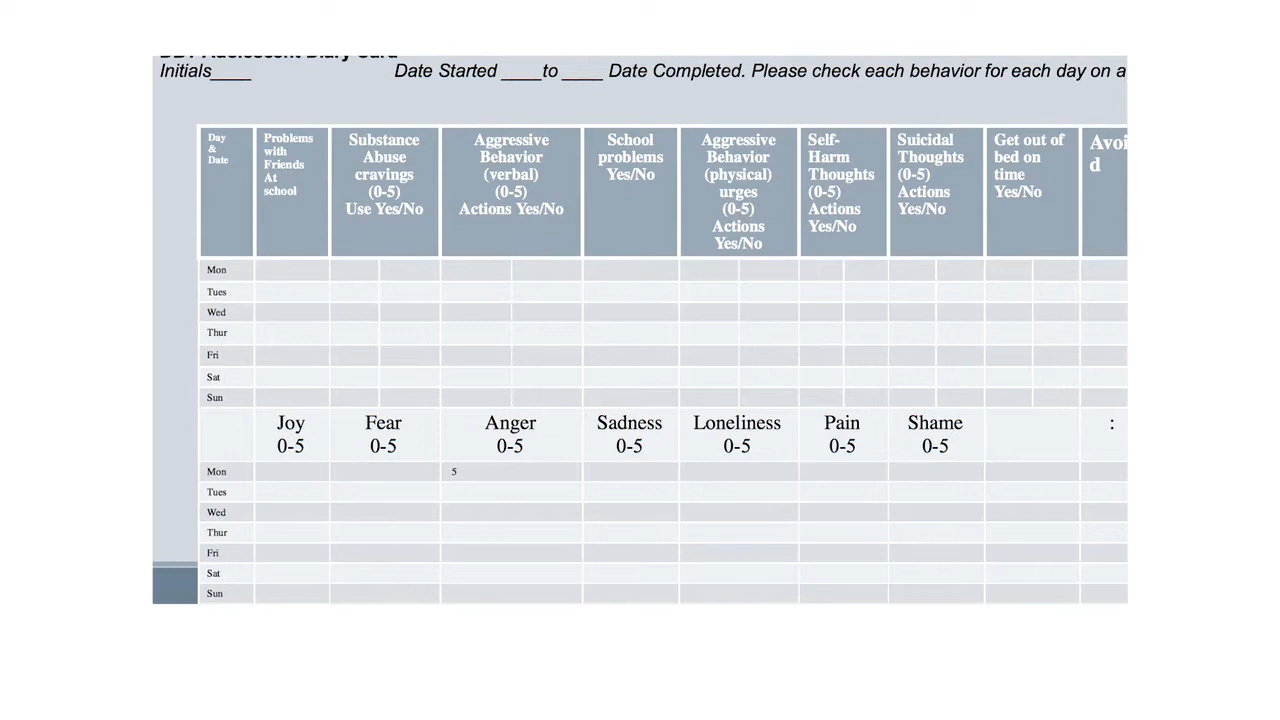 DBT Adolescent Diary Card
Initials____ Date Started ____to ____ Date Completed. Please check each behavior for each day on a
Day
&
Date
Problems
with
Friends
At
school
Substance
Abuse
cravings
(0-5)
Use Yes/No
Aggressive
Behavior
(verbal)
(0-5)
Actions Yes/No
School
problems
Yes/No
Aggressive
Behavior
(physical)
urges
(0-5)
Actions
Yes/No
Self-
Harm
Thoughts
(0-5)
Actions
Yes/No
Suicidal
Thoughts
(0-5)
Actions
Yes/No
Get out of
bed on
time
Yes/No
Avoi
d
Mon
Tues
Wed
Thur
Fri
Sat
Sun
Joy
0-5
Fear
0-5
Anger
0-5
Sadness
0-5
Loneliness
0-5
Pain
0-5
Shame
0-5
:
Mon 5
Tues
Wed
Thur
Fri
Sat
Sun